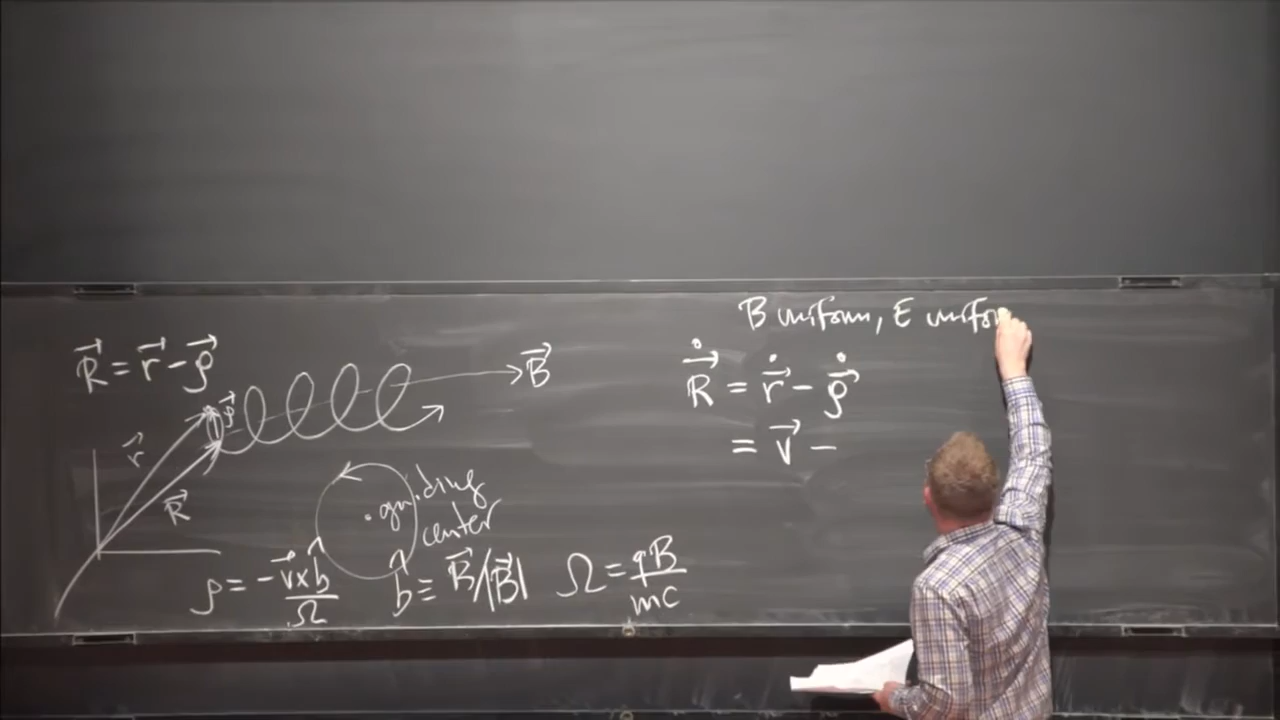 R⃗ = r⃗ - ρ⃗
B⃗
ρ⃗
r⃗
R⃗
guiding
center
ρ = - v⃗ × b̂ / Ω
b̂ ≡ B⃗/|B⃗|
Ω = qB / mc
B uniform, E unifo
Ṙ⃗ = ṙ⃗ - ρ̇⃗
= v⃗ -